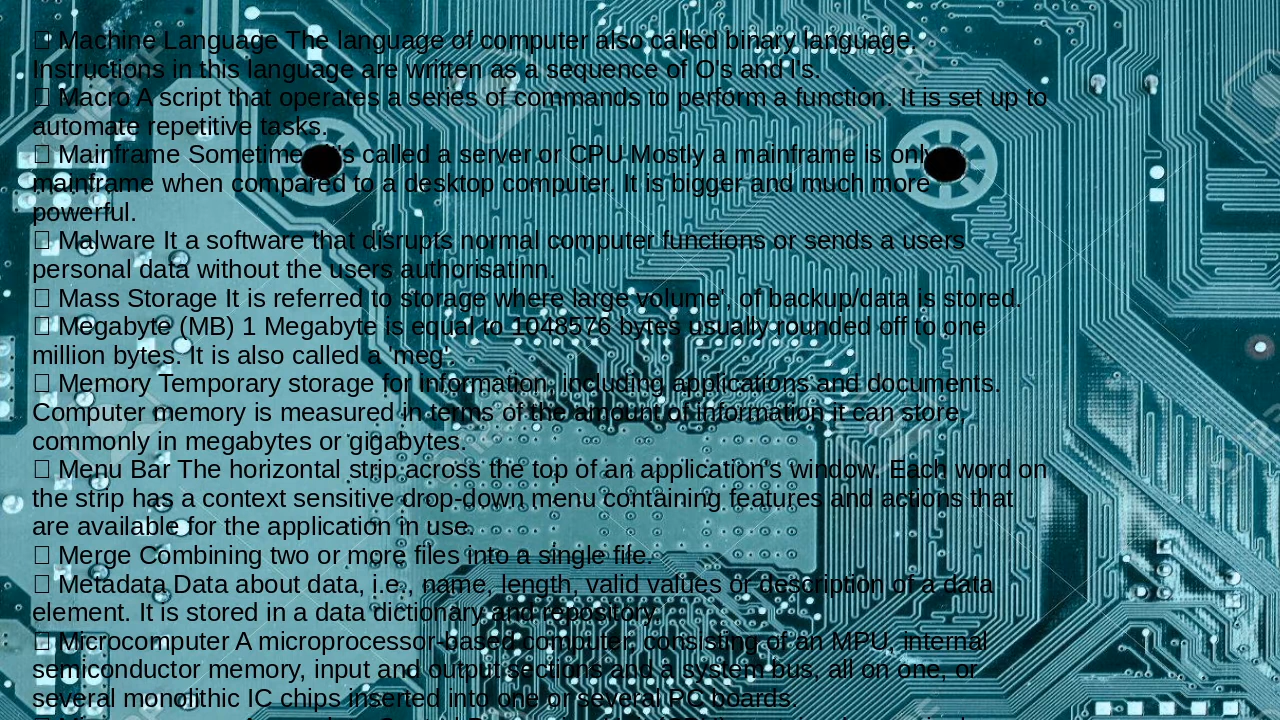 Machine Language The language of computer also called binary language.
Instructions in this language are written as a sequence of O's and I's.
Macro A script that operates a series of commands to perform a function. It is set up to
automate repetitive tasks.
Mainframe Sometimes it's called a server or CPU Mostly a mainframe is only
mainframe when compared to a desktop computer. It is bigger and much more
powerful.
Malware It a software that disrupts normal computer functions or sends a users
personal data without the users authorisatinn.
Mass Storage It is referred to storage where large volume', of backup/data is stored.
Megabyte (MB) 1 Megabyte is equal to 1048576 bytes usually rounded off to one
million bytes. It is also called a 'meg'.
Memory Temporary storage for information, including applications and documents.
Computer memory is measured in terms of the amount of information it can store,
commonly in megabytes or gigabytes.
Menu Bar The horizontal strip across the top of an application's window. Each word on
the strip has a context sensitive drop-down menu containing features and actions that
are available for the application in use.
Merge Combining two or more files into a single file.
Metadata Data about data, i.e., name, length, valid values or description of a data
element. It is stored in a data dictionary and repository.
Microcomputer A microprocessor-based computer, consisting of an MPU, internal
semiconductor memory, input and output sections and a system bus, all on one, or
several monolithic IC chips inserted into one or several PC boards.